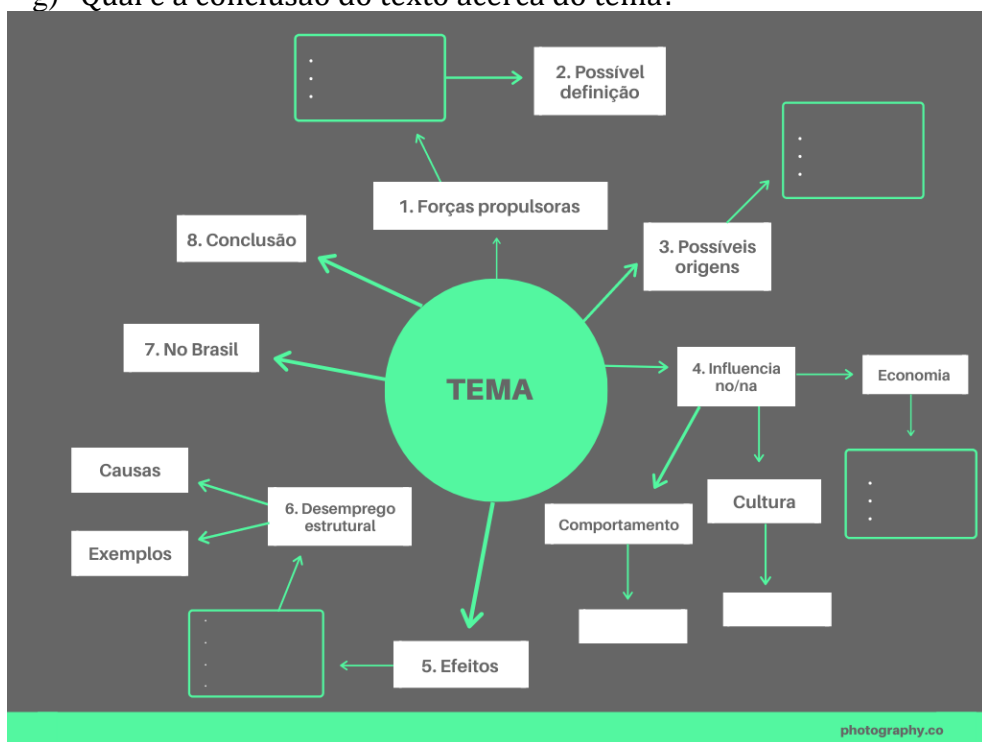 g) Qual é a conclusão do texto acerca do tema?
2. Possível
definição
1. Forças propulsoras
8. Conclusão
3. Possíveis
origens
7. No Brasil
TEMA
4. Influencia
no/na
Economia
Causas
6. Desemprego
estrutural
Exemplos
Comportamento
Cultura
5. Efeitos
photography.co